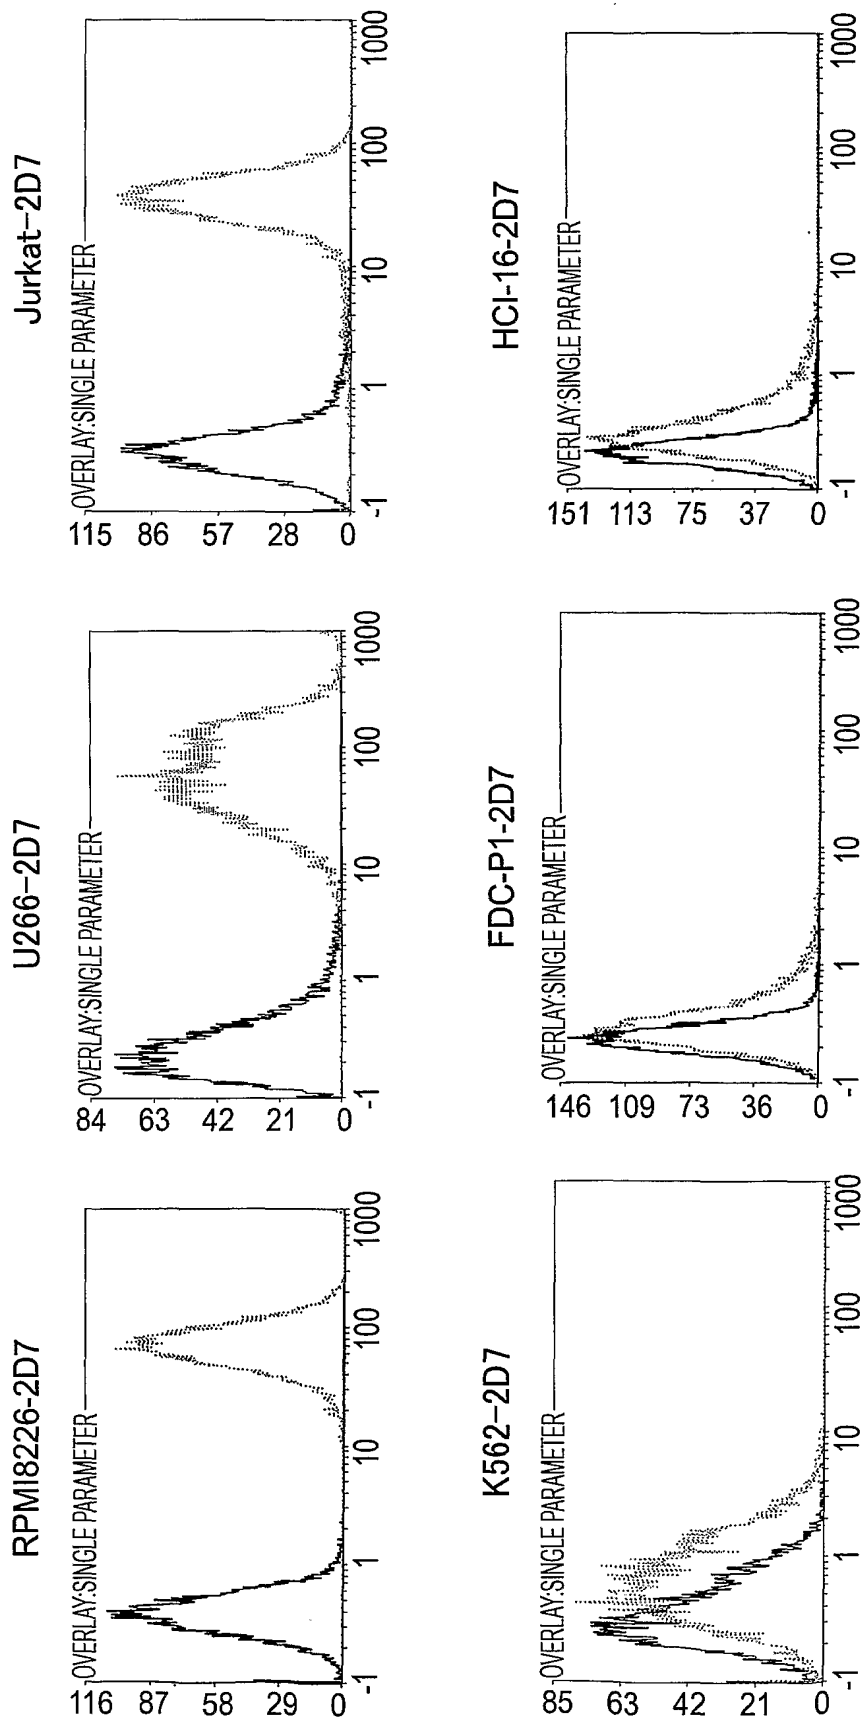 RPMI8226-2D7
OVERLAY:SINGLE PARAMETER
116
87
58
29
0
-1 1 10 100 1000
U266-2D7
OVERLAY:SINGLE PARAMETER
84
63
42
21
0
-1 1 10 100 1000
Jurkat-2D7
OVERLAY:SINGLE PARAMETER
115
86
57
28
0
-1 1 10 100 1000
K562-2D7
OVERLAY:SINGLE PARAMETER
85
63
42
21
0
-1 1 10 100 1000
FDC-P1-2D7
OVERLAY:SINGLE PARAMETER
146
109
73
36
0
-1 1 10 100 1000
HCI-16-2D7
OVERLAY:SINGLE PARAMETER
151
113
75
37
0
-1 1 10 100 1000